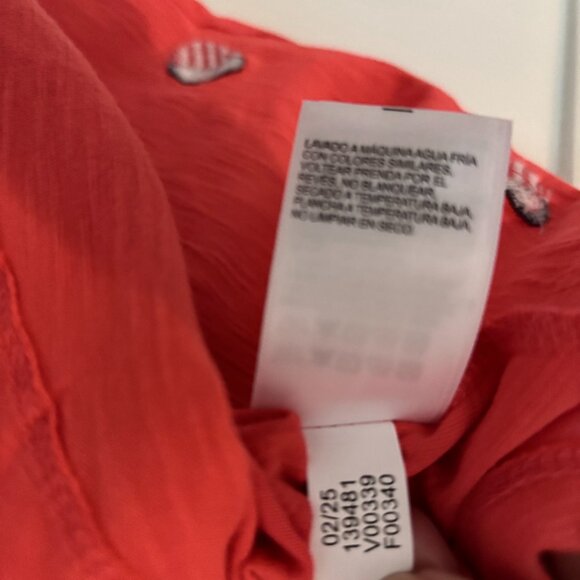 LAVADO A MÁQUINA AGUA FRÍA
CON COLORES SIMILARES,
VOLTEAR PRENDA POR EL
REVÉS, NO BLANQUEAR,
SECADO A TEMPERATURA BAJA,
PLANCHA A TEMPERATURA BAJA,
NO LIMPIAR EN SECO.
02/25
139481
V00339
F00340